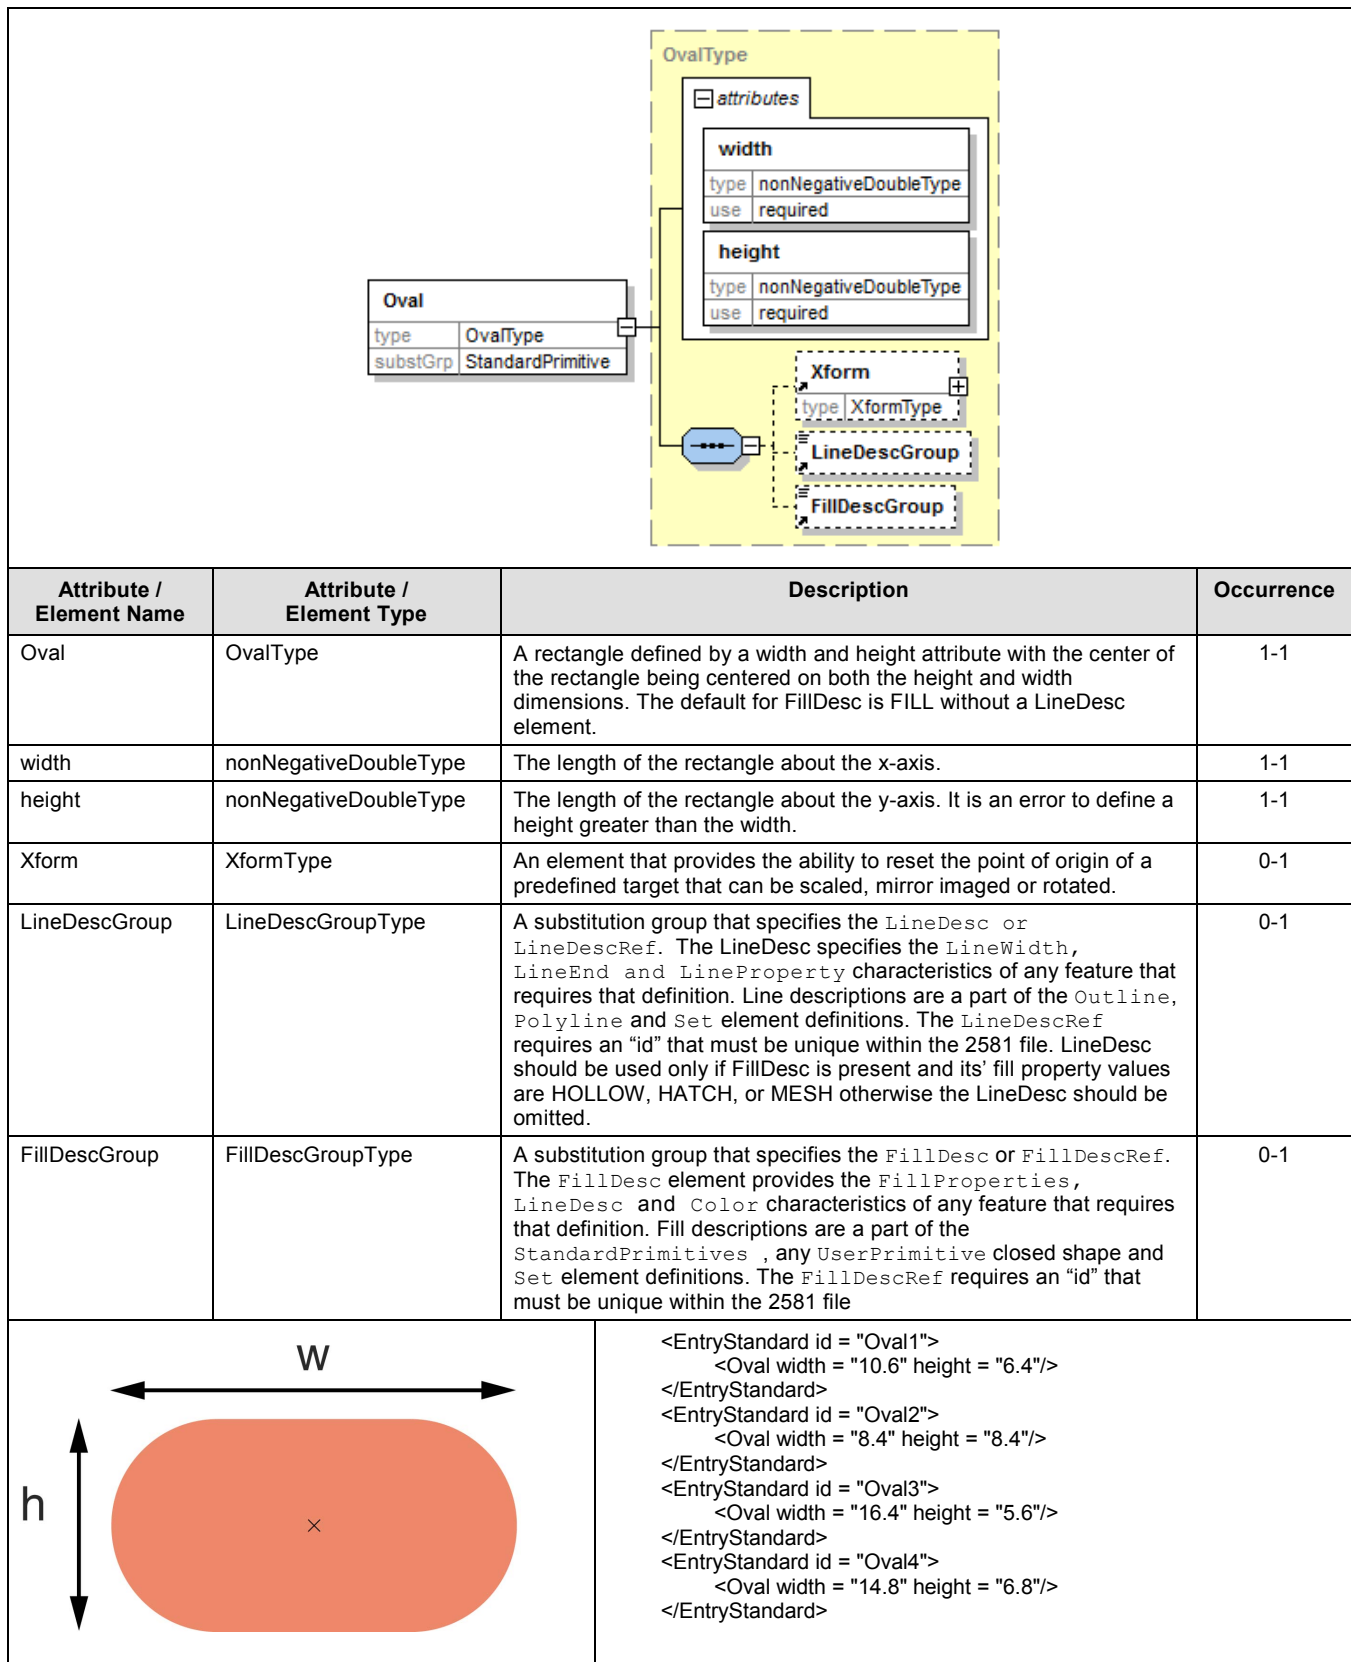 OvalType
attributes
width
type nonNegativeDoubleType
use required
height
type nonNegativeDoubleType
use required
Oval
type OvalType
substGrp StandardPrimitive
Xform
type XformType
LineDescGroup
FillDescGroup
Attribute / Element Name
Attribute / Element Type
Description
Occurrence
Oval
OvalType
A rectangle defined by a width and height attribute with the center of
the rectangle being centered on both the height and width
dimensions. The default for FillDesc is FILL without a LineDesc
element.
1-1
width
nonNegativeDoubleType
The length of the rectangle about the x-axis.
1-1
height
nonNegativeDoubleType
The length of the rectangle about the y-axis. It is an error to define a
height greater than the width.
1-1
Xform
XformType
An element that provides the ability to reset the point of origin of a
predefined target that can be scaled, mirror imaged or rotated.
0-1
LineDescGroup
LineDescGroupType
A substitution group that specifies the LineDesc or
LineDescRef. The LineDesc specifies the LineWidth,
LineEnd and LineProperty characteristics of any feature that
requires that definition. Line descriptions are a part of the Outline,
Polyline and Set element definitions. The LineDescRef
requires an “id” that must be unique within the 2581 file. LineDesc
should be used only if FillDesc is present and its’ fill property values
are HOLLOW, HATCH, or MESH otherwise the LineDesc should be
omitted.
0-1
FillDescGroup
FillDescGroupType
A substitution group that specifies the FillDesc or FillDescRef.
The FillDesc element provides the FillProperties,
LineDesc and Color characteristics of any feature that requires
that definition. Fill descriptions are a part of the
StandardPrimitives , any UserPrimitive closed shape and
Set element definitions. The FillDescRef requires an “id” that
must be unique within the 2581 file
0-1
w
h
<EntryStandard id = "Oval1">
<Oval width = "10.6" height = "6.4"/>
</EntryStandard>
<EntryStandard id = "Oval2">
<Oval width = "8.4" height = "8.4"/>
</EntryStandard>
<EntryStandard id = "Oval3">
<Oval width = "16.4" height = "5.6"/>
</EntryStandard>
<EntryStandard id = "Oval4">
<Oval width = "14.8" height = "6.8"/>
</EntryStandard>